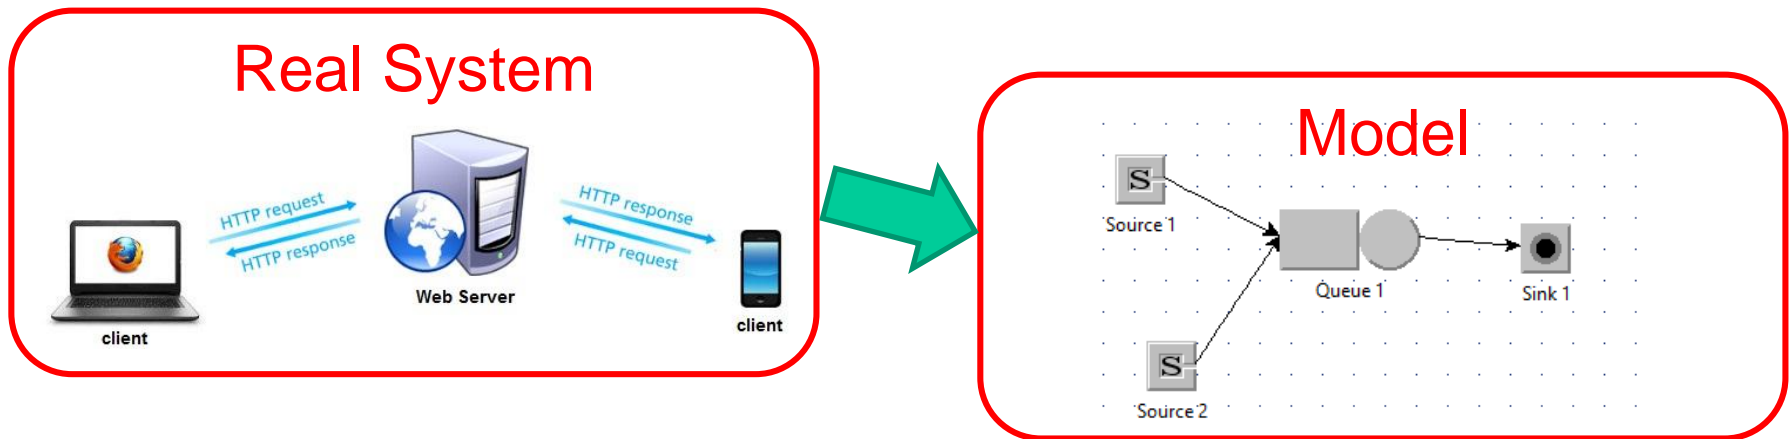 Real System
HTTP request
HTTP response
HTTP response
HTTP request
Web Server
client
client
Model
S
Source 1
Queue 1
Sink 1
S
Source 2